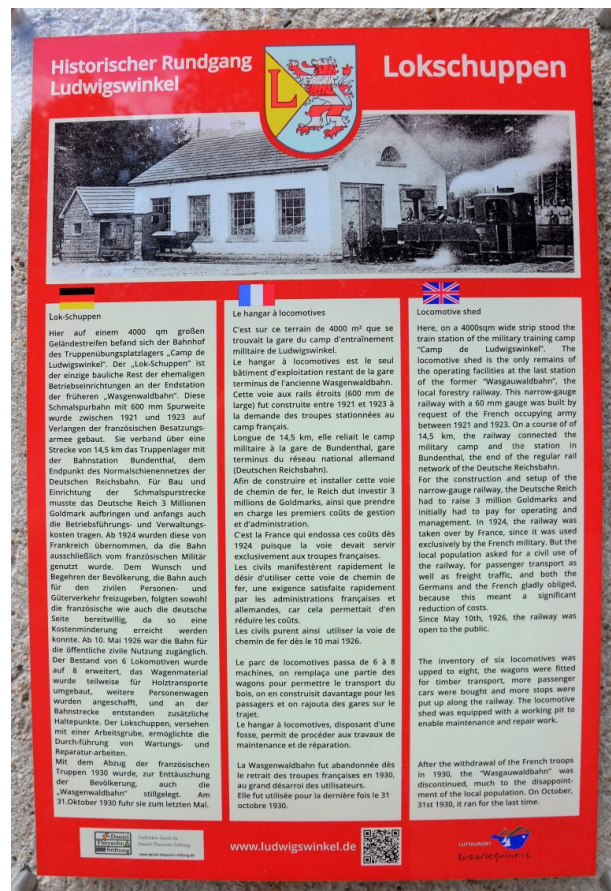 Historischer Rundgang
Ludwigswinkel
Lokschuppen
L
Lok-Schuppen
Hier auf einem 4000 qm großen
Geländestreifen befand sich der Bahnhof
des Truppenübungsplatzlagers „Camp de
Ludwigswinkel". Der „Lok-Schuppen" ist
der einzige bauliche Rest der ehemaligen
Betriebseinrichtungen an der Endstation
der früheren „Wasgenwaldbahn". Diese
Schmalspurbahn mit 600 mm Spurweite
wurde zwischen 1921 und 1923 auf
Verlangen der französischen Besatzungs-
armee gebaut. Sie verband über eine
Strecke von 14,5 km das Truppenlager mit
der Bahnstation Bundenthal, dem
Endpunkt des Normalschienennetzes der
Deutschen Reichsbahn. Für Bau und
Einrichtung der Schmalspurstrecke
musste das Deutsche Reich 3 Millionen
Goldmark aufbringen und anfangs auch
die Betriebsführungs- und Verwaltungs-
kosten tragen. Ab 1924 wurden diese von
Frankreich übernommen, da die Bahn
ausschließlich vom französischen Militär
genutzt wurde. Dem Wunsch und
Begehren der Bevölkerung, die Bahn auch
für den zivilen Personen- und
Güterverkehr freizugeben, folgten sowohl
die französische wie auch die deutsche
Seite bereitwillig, da so eine
Kostenminderung erreicht werden
konnte. Ab 10. Mai 1926 war die Bahn für
die öffentliche zivile Nutzung zugänglich.
Der Bestand von 6 Lokomotiven wurde
auf 8 erweitert, das Wagenmaterial
wurde teilweise für Holztransporte
umgebaut, weitere Personenwagen
wurden angeschafft, und an der
Bahnstrecke entstanden zusätzliche
Haltepunkte. Der Lokschuppen, versehen
mit einer Arbeitsgrube, ermöglichte die
Durch-führung von Wartungs- und
Reparatur-arbeiten.
Mit dem Abzug der französischen
Truppen 1930 wurde, zur Enttäuschung
der Bevölkerung, auch die
„Wasgenwaldbahn" stillgelegt. Am
31.Oktober 1930 fuhr sie zum letzten Mal.
Le hangar à locomotives
C'est sur ce terrain de 4000 m² que se
trouvait la gare du camp d'entraînement
militaire de Ludwigswinkel.
Le hangar à locomotives est le seul
bâtiment d'exploitation restant de la gare
terminus de l'ancienne Wasgenwaldbahn.
Cette voie aux rails étroits (600 mm de
large) fut construite entre 1921 et 1923 à
la demande des troupes stationnées au
camp français.
Longue de 14,5 km, elle reliait le camp
militaire à la gare de Bundenthal, gare
terminus du réseau national allemand
(Deutschen Reichsbahn).
Afin de construire et installer cette voie
de chemin de fer, le Reich dut investir 3
millions de Goldmarks, ainsi que prendre
en charge les premiers coûts de gestion
et d'administration.
C'est la France qui endossa ces coûts dès
1924 puisque la voie devait servir
exclusivement aux troupes françaises.
Les civils manifestèrent rapidement le
désir d'utiliser cette voie de chemin de
fer, une exigence satisfaite rapidement
par les administrations françaises et
allemandes, car cela permettait d'en
réduire les coûts.
Les civils purent ainsi utiliser la voie de
chemin de fer dès le 10 mai 1926.
Le parc de locomotives passa de 6 à 8
machines, on remplaça une partie des
wagons pour permettre le transport du
bois, on en construisit davantage pour les
passagers et on rajouta des gares sur le
trajet.
Le hangar à locomotives, disposant d'une
fosse, permit de procéder aux travaux de
maintenance et de réparation.
La Wasgenwaldbahn fut abandonnée dès
le retrait des troupes françaises en 1930,
au grand désarroi des utilisateurs.
Elle fut utilisée pour la dernière fois le 31
octobre 1930.
Locomotive shed
Here, on a 4000sqm wide strip stood the
train station of the military training camp
"Camp de Ludwigswinkel". The
locomotive shed is the only remains of
the operating facilities at the last station
of the former "Wasgauwaldbahn", the
local forestry railway. This narrow-gauge
railway with a 60 mm gauge was built by
request of the French occupying army
between 1921 and 1923. On a course of of
14,5 km, the railway connected the
military camp and the station in
Bundenthal, the end of the regular rail
network of the Deutsche Reichsbahn.
For the construction and setup of the
narrow-gauge railway, the Deutsche Reich
had to raise 3 million Goldmarks and
initially had to pay for operating and
management. In 1924, the railway was
taken over by France, since it was used
exclusively by the French military. But the
local population asked for a civil use of
the railway, for passenger transport as
well as freight traffic, and both the
Germans and the French gladly obliged,
because this meant a significant
reduction of costs.
Since May 10th, 1926, the railway was
open to the public.
The inventory of six locomotives was
upped to eight, the wagons were fitted
for timber transport, more passenger
cars were bought and more stops were
put up along the railway. The locomotive
shed was equipped with a working pit to
enable maintenance and repair work.
After the withdrawal of the French troops
in 1930, the "Wasgauwaldbahn" was
discontinued, much to the disappoint-
ment of the local population. On October,
31st 1930, it ran for the last time.
Daniel
Theysohn
Stiftung
Gefördert durch die
Daniel Theysohn-Stiftung
www.daniel-theysohn-stiftung.de
www.ludwigswinkel.de
LUFTKURORT
Ludwigswinkel